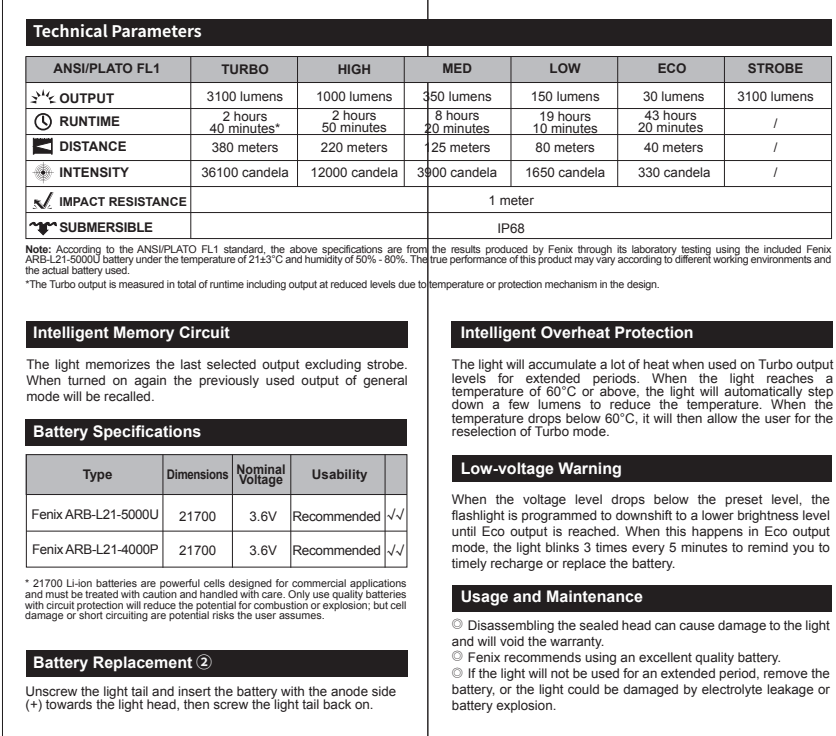 Technical Parameters
ANSI/PLATO FL1 TURBO HIGH MED LOW ECO STROBE
OUTPUT 3100 lumens 1000 lumens 350 lumens 150 lumens 30 lumens 3100 lumens
RUNTIME 2 hours 40 minutes* 2 hours 50 minutes 8 hours 20 minutes 19 hours 10 minutes 43 hours 20 minutes /
DISTANCE 380 meters 220 meters 125 meters 80 meters 40 meters /
INTENSITY 36100 candela 12000 candela 3900 candela 1650 candela 330 candela /
IMPACT RESISTANCE 1 meter
SUBMERSIBLE IP68
Note: According to the ANSI/PLATO FL1 standard, the above specifications are from the results produced by Fenix through its laboratory testing using the included Fenix
ARB-L21-5000U battery under the temperature of 21±3°C and humidity of 50% - 80%. The true performance of this product may vary according to different working environments and
the actual battery used.
*The Turbo output is measured in total of runtime including output at reduced levels due to temperature or protection mechanism in the design.
Intelligent Memory Circuit
The light memorizes the last selected output excluding strobe.
When turned on again the previously used output of general
mode will be recalled.
Battery Specifications
Type Dimensions Nominal Voltage Usability
Fenix ARB-L21-5000U 21700 3.6V Recommended √√
Fenix ARB-L21-4000P 21700 3.6V Recommended √√
* 21700 Li-ion batteries are powerful cells designed for commercial applications
and must be treated with caution and handled with care. Only use quality batteries
with circuit protection will reduce the potential for combustion or explosion; but cell
damage or short circuiting are potential risks the user assumes.
Battery Replacement ②
Unscrew the light tail and insert the battery with the anode side
(+) towards the light head, then screw the light tail back on.
Intelligent Overheat Protection
The light will accumulate a lot of heat when used on Turbo output
levels for extended periods. When the light reaches a
temperature of 60°C or above, the light will automatically step
down a few lumens to reduce the temperature. When the
temperature drops below 60°C, it will then allow the user for the
reselection of Turbo mode.
Low-voltage Warning
When the voltage level drops below the preset level, the
flashlight is programmed to downshift to a lower brightness level
until Eco output is reached. When this happens in Eco output
mode, the light blinks 3 times every 5 minutes to remind you to
timely recharge or replace the battery.
Usage and Maintenance
◎ Disassembling the sealed head can cause damage to the light
and will void the warranty.
◎ Fenix recommends using an excellent quality battery.
◎ If the light will not be used for an extended period, remove the
battery, or the light could be damaged by electrolyte leakage or
battery explosion.